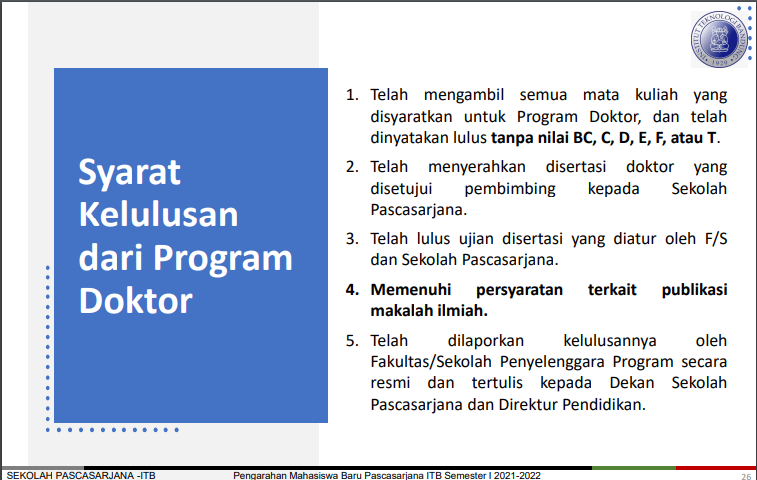 INSTITUT TEKNOLOGI BANDUNG
1920
Syarat
Kelulusan
dari Program
Doktor
1. Telah mengambil semua mata kuliah yang
disyaratkan untuk Program Doktor, dan telah
dinyatakan lulus tanpa nilai BC, C, D, E, F, atau T.
2. Telah menyerahkan disertasi doktor yang
disetujui pembimbing kepada Sekolah
Pascasarjana.
3. Telah lulus ujian disertasi yang diatur oleh F/S
dan Sekolah Pascasarjana.
4. Memenuhi persyaratan terkait publikasi
makalah ilmiah.
5. Telah dilaporkan kelulusannya oleh
Fakultas/Sekolah Penyelenggara Program secara
resmi dan tertulis kepada Dekan Sekolah
Pascasarjana dan Direktur Pendidikan.
SEKOLAH PASCASARJANA -ITB
Pengarahan Mahasiswa Baru Pascasarjana ITB Semester I 2021-2022
26